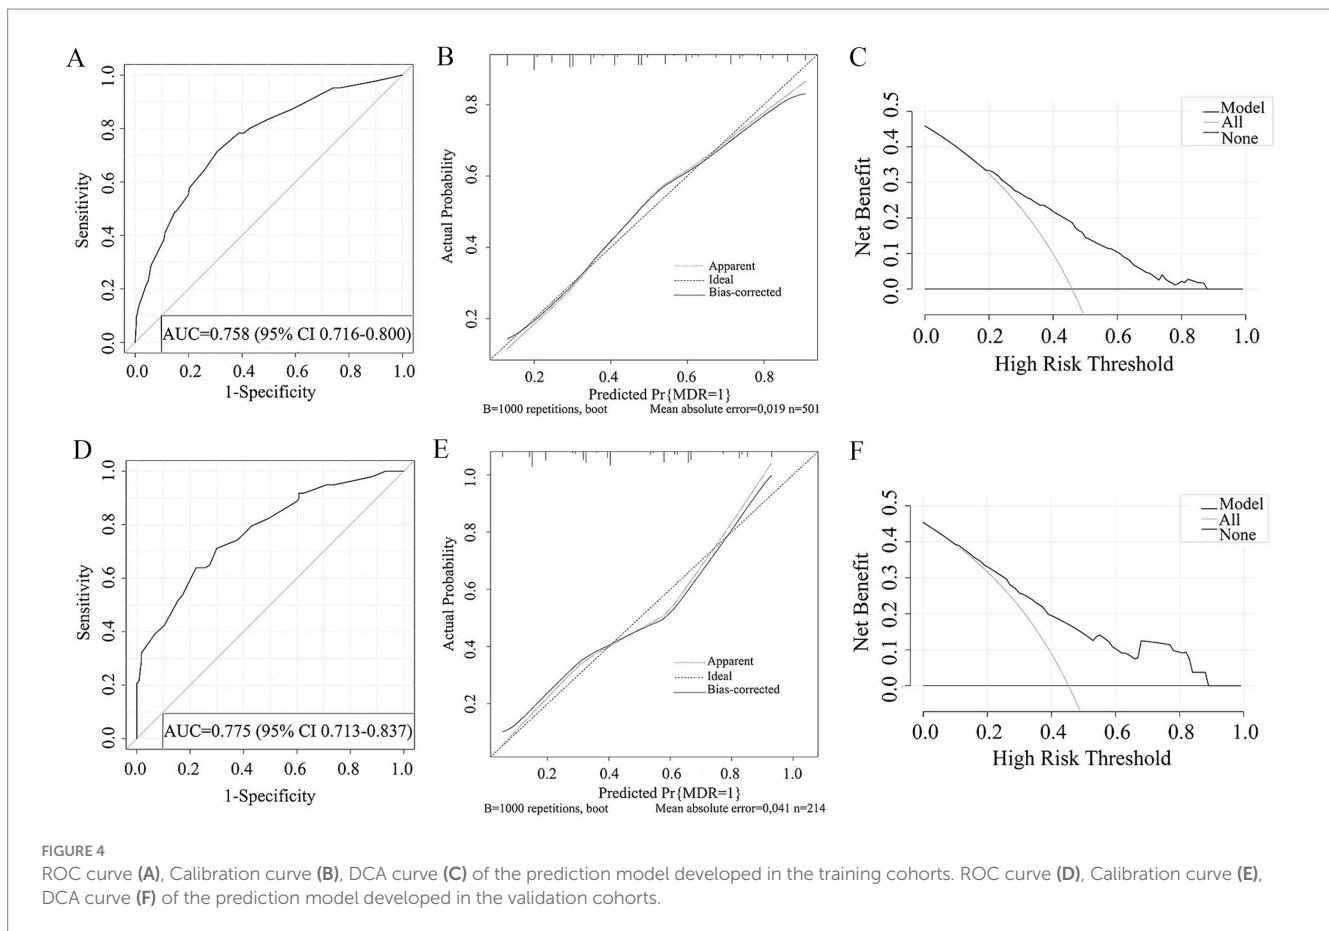 A
1.0
0.8
0.6
0.4
0.2
0.0
Sensitivity
AUC=0.758 (95% CI 0.716-0.800)
0.0 0.2 0.4 0.6 0.8 1.0
1-Specificity
B
0.8
0.6
0.4
0.2
Actual Probability
Apparent
Ideal
Bias-corrected
0.2 0.4 0.6 0.8
Predicted Pr{MDR=1}
B=1000 repetitions, boot Mean absolute error=0,019 n=501
C
Model
All
None
0.5
0.4
0.3
0.2
0.1
0.0
Net Benefit
0.0 0.2 0.4 0.6 0.8 1.0
High Risk Threshold
D
1.0
0.8
0.6
0.4
0.2
0.0
Sensitivity
AUC=0.775 (95% CI 0.713-0.837)
0.0 0.2 0.4 0.6 0.8 1.0
1-Specificity
E
1.0
0.8
0.6
0.4
0.2
Actual Probability
Apparent
Ideal
Bias-corrected
0.2 0.4 0.6 0.8 1.0
Predicted Pr{MDR=1}
B=1000 repetitions, boot Mean absolute error=0,041 n=214
F
Model
All
None
0.5
0.4
0.3
0.2
0.1
0.0
Net Benefit
0.0 0.2 0.4 0.6 0.8 1.0
High Risk Threshold
FIGURE 4
ROC curve (A), Calibration curve (B), DCA curve (C) of the prediction model developed in the training cohorts. ROC curve (D), Calibration curve (E),
DCA curve (F) of the prediction model developed in the validation cohorts.